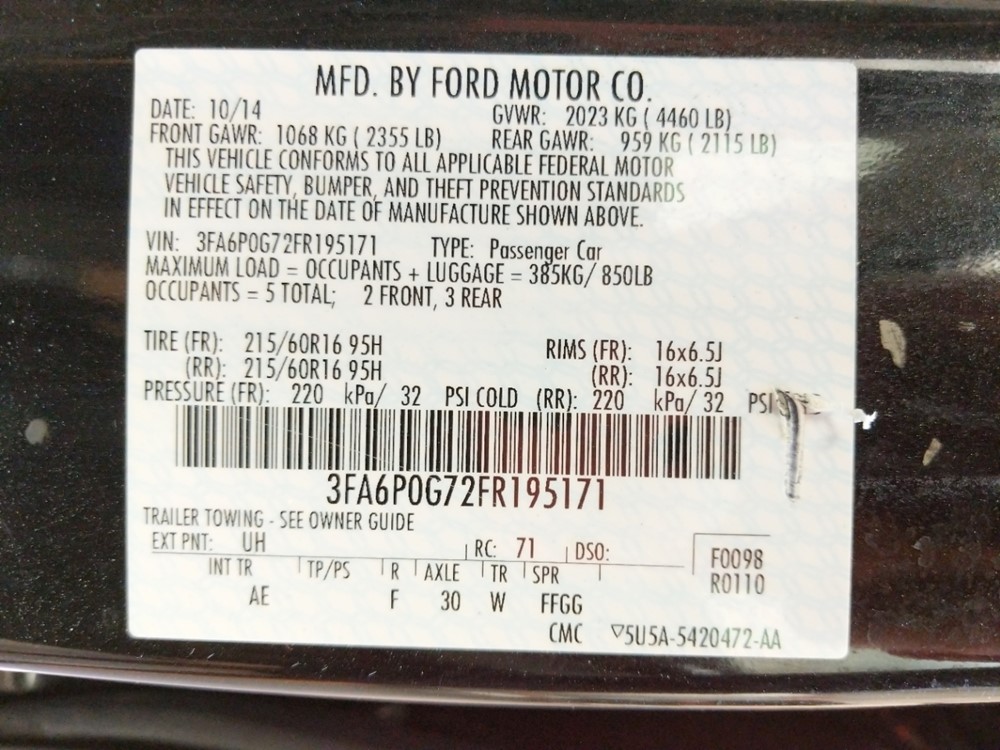 MFD. BY FORD MOTOR CO.
DATE: 10/14 GVWR: 2023 KG ( 4460 LB)
FRONT GAWR: 1068 KG ( 2355 LB) REAR GAWR: 959 KG ( 2115 LB)
THIS VEHICLE CONFORMS TO ALL APPLICABLE FEDERAL MOTOR
VEHICLE SAFETY, BUMPER, AND THEFT PREVENTION STANDARDS
IN EFFECT ON THE DATE OF MANUFACTURE SHOWN ABOVE.
VIN: 3FA6P0G72FR195171 TYPE: Passenger Car
MAXIMUM LOAD = OCCUPANTS + LUGGAGE = 385KG/ 850LB
OCCUPANTS = 5 TOTAL; 2 FRONT, 3 REAR
TIRE (FR): 215/60R16 95H RIMS (FR): 16x6.5J
(RR): 215/60R16 95H (RR): 16x6.5J
PRESSURE (FR): 220 kPa/ 32 PSI COLD (RR): 220 kPa/ 32 PSI
3FA6P0G72FR195171
TRAILER TOWING - SEE OWNER GUIDE
EXT PNT: UH RC: 71 DSO: F0098
INT TR TP/PS R AXLE TR SPR R0110
AE F 30 W FFGG
CMC ▽5U5A-5420472-AA